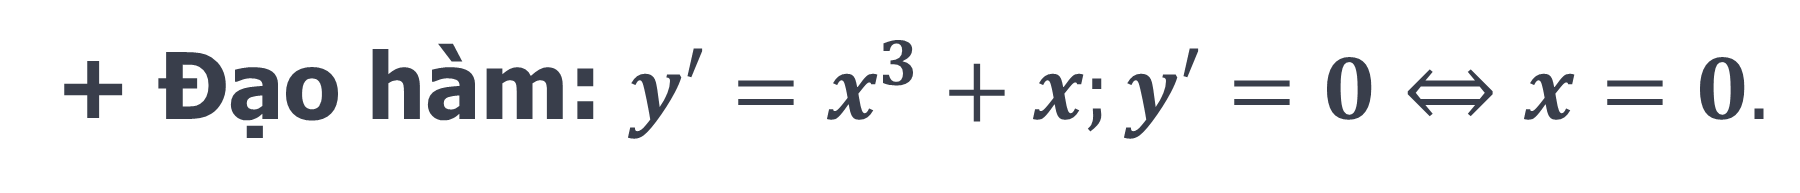 + Đạo hàm: y′ = x³ + x; y′ = 0 ⇔ x = 0.